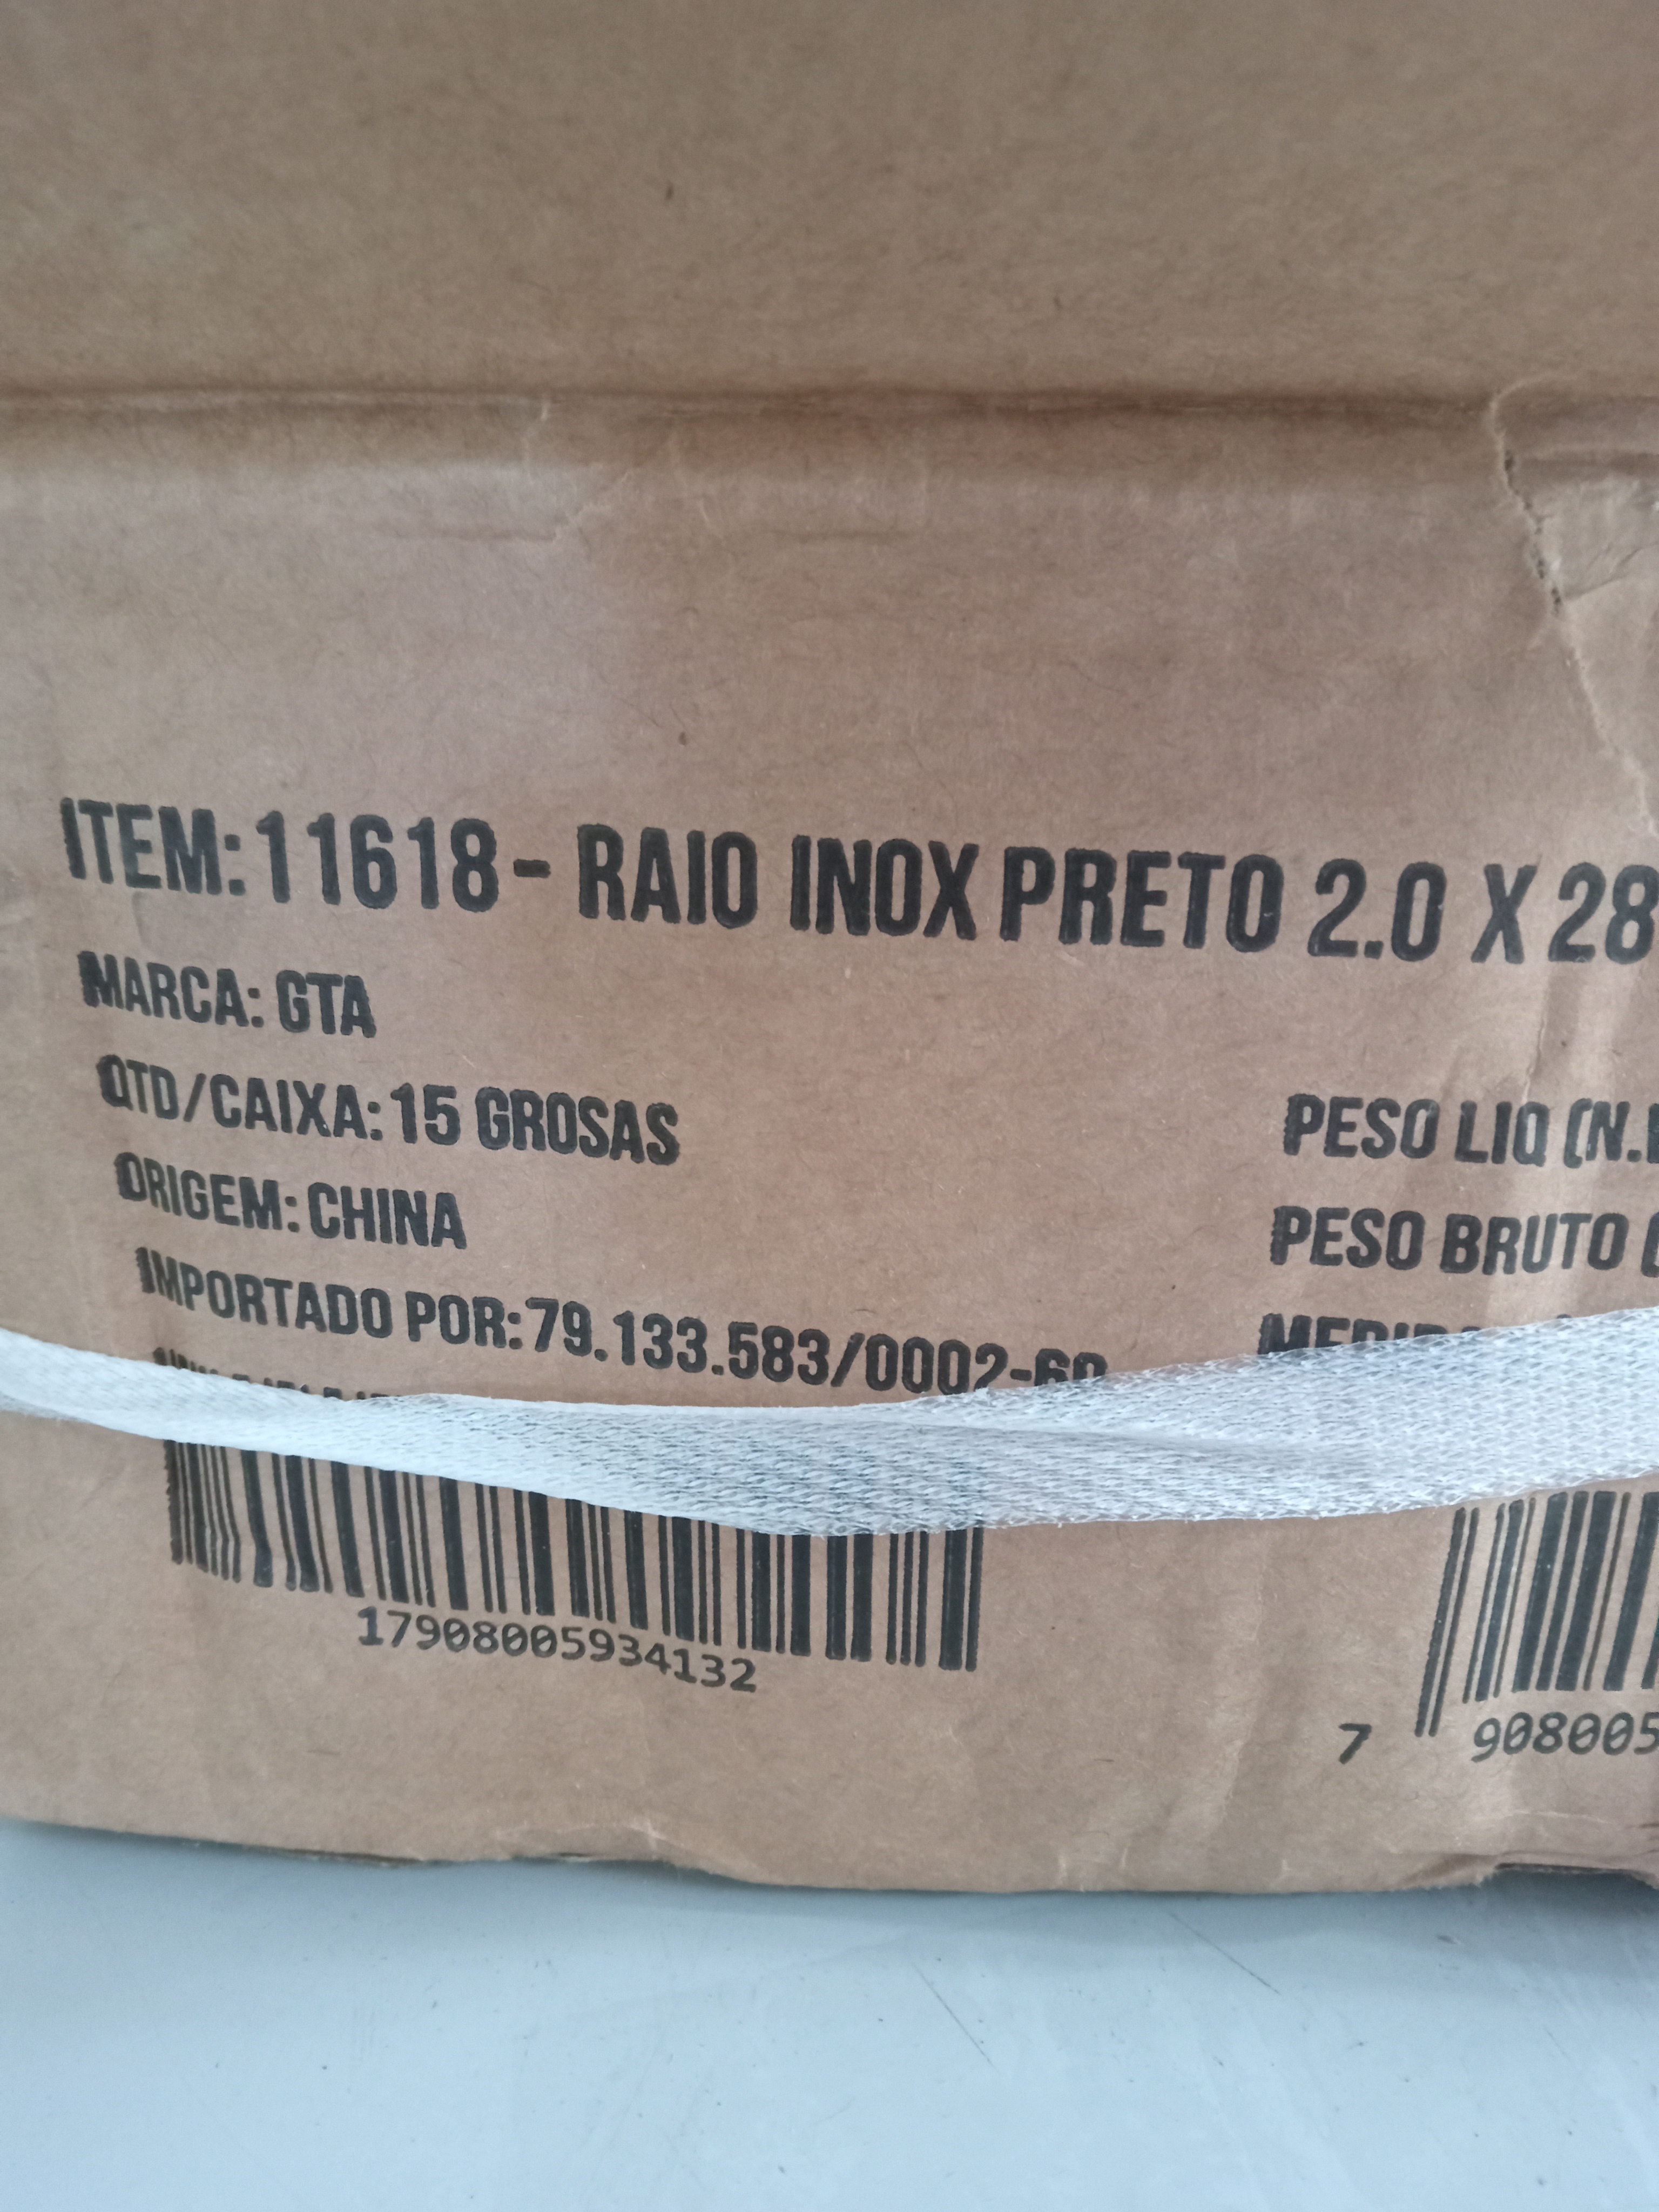 ITEM: 11618 - RAIO INOX PRETO 2.0 X 28
MARCA: GTA
QTD/CAIXA: 15 GROSAS
PESO LIQ (N.
ORIGEM: CHINA
PESO BRUTO (
IMPORTADO POR: 79.133.583/0002-60
17908005934132
7 908005